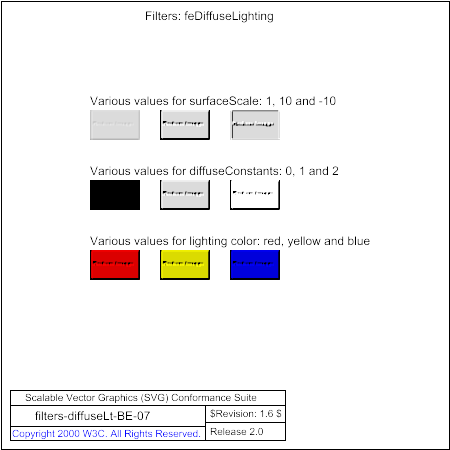 Filters: feDiffuseLighting
Various values for surfaceScale: 1, 10 and -10
Various values for diffuseConstants: 0, 1 and 2
Various values for lighting color: red, yellow and blue
Scalable Vector Graphics (SVG) Conformance Suite
filters-diffuseLt-BE-07
$Revision: 1.6 $
Copyright 2000 W3C. All Rights Reserved.
Release 2.0